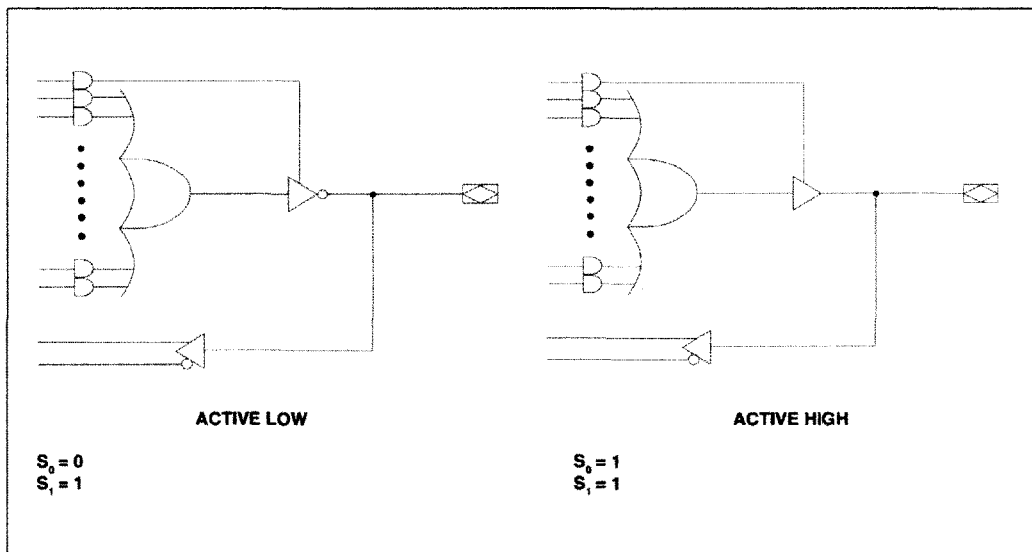 ACTIVE LOW
S₀ = 0
S₁ = 1
ACTIVE HIGH
S₀ = 1
S₁ = 1